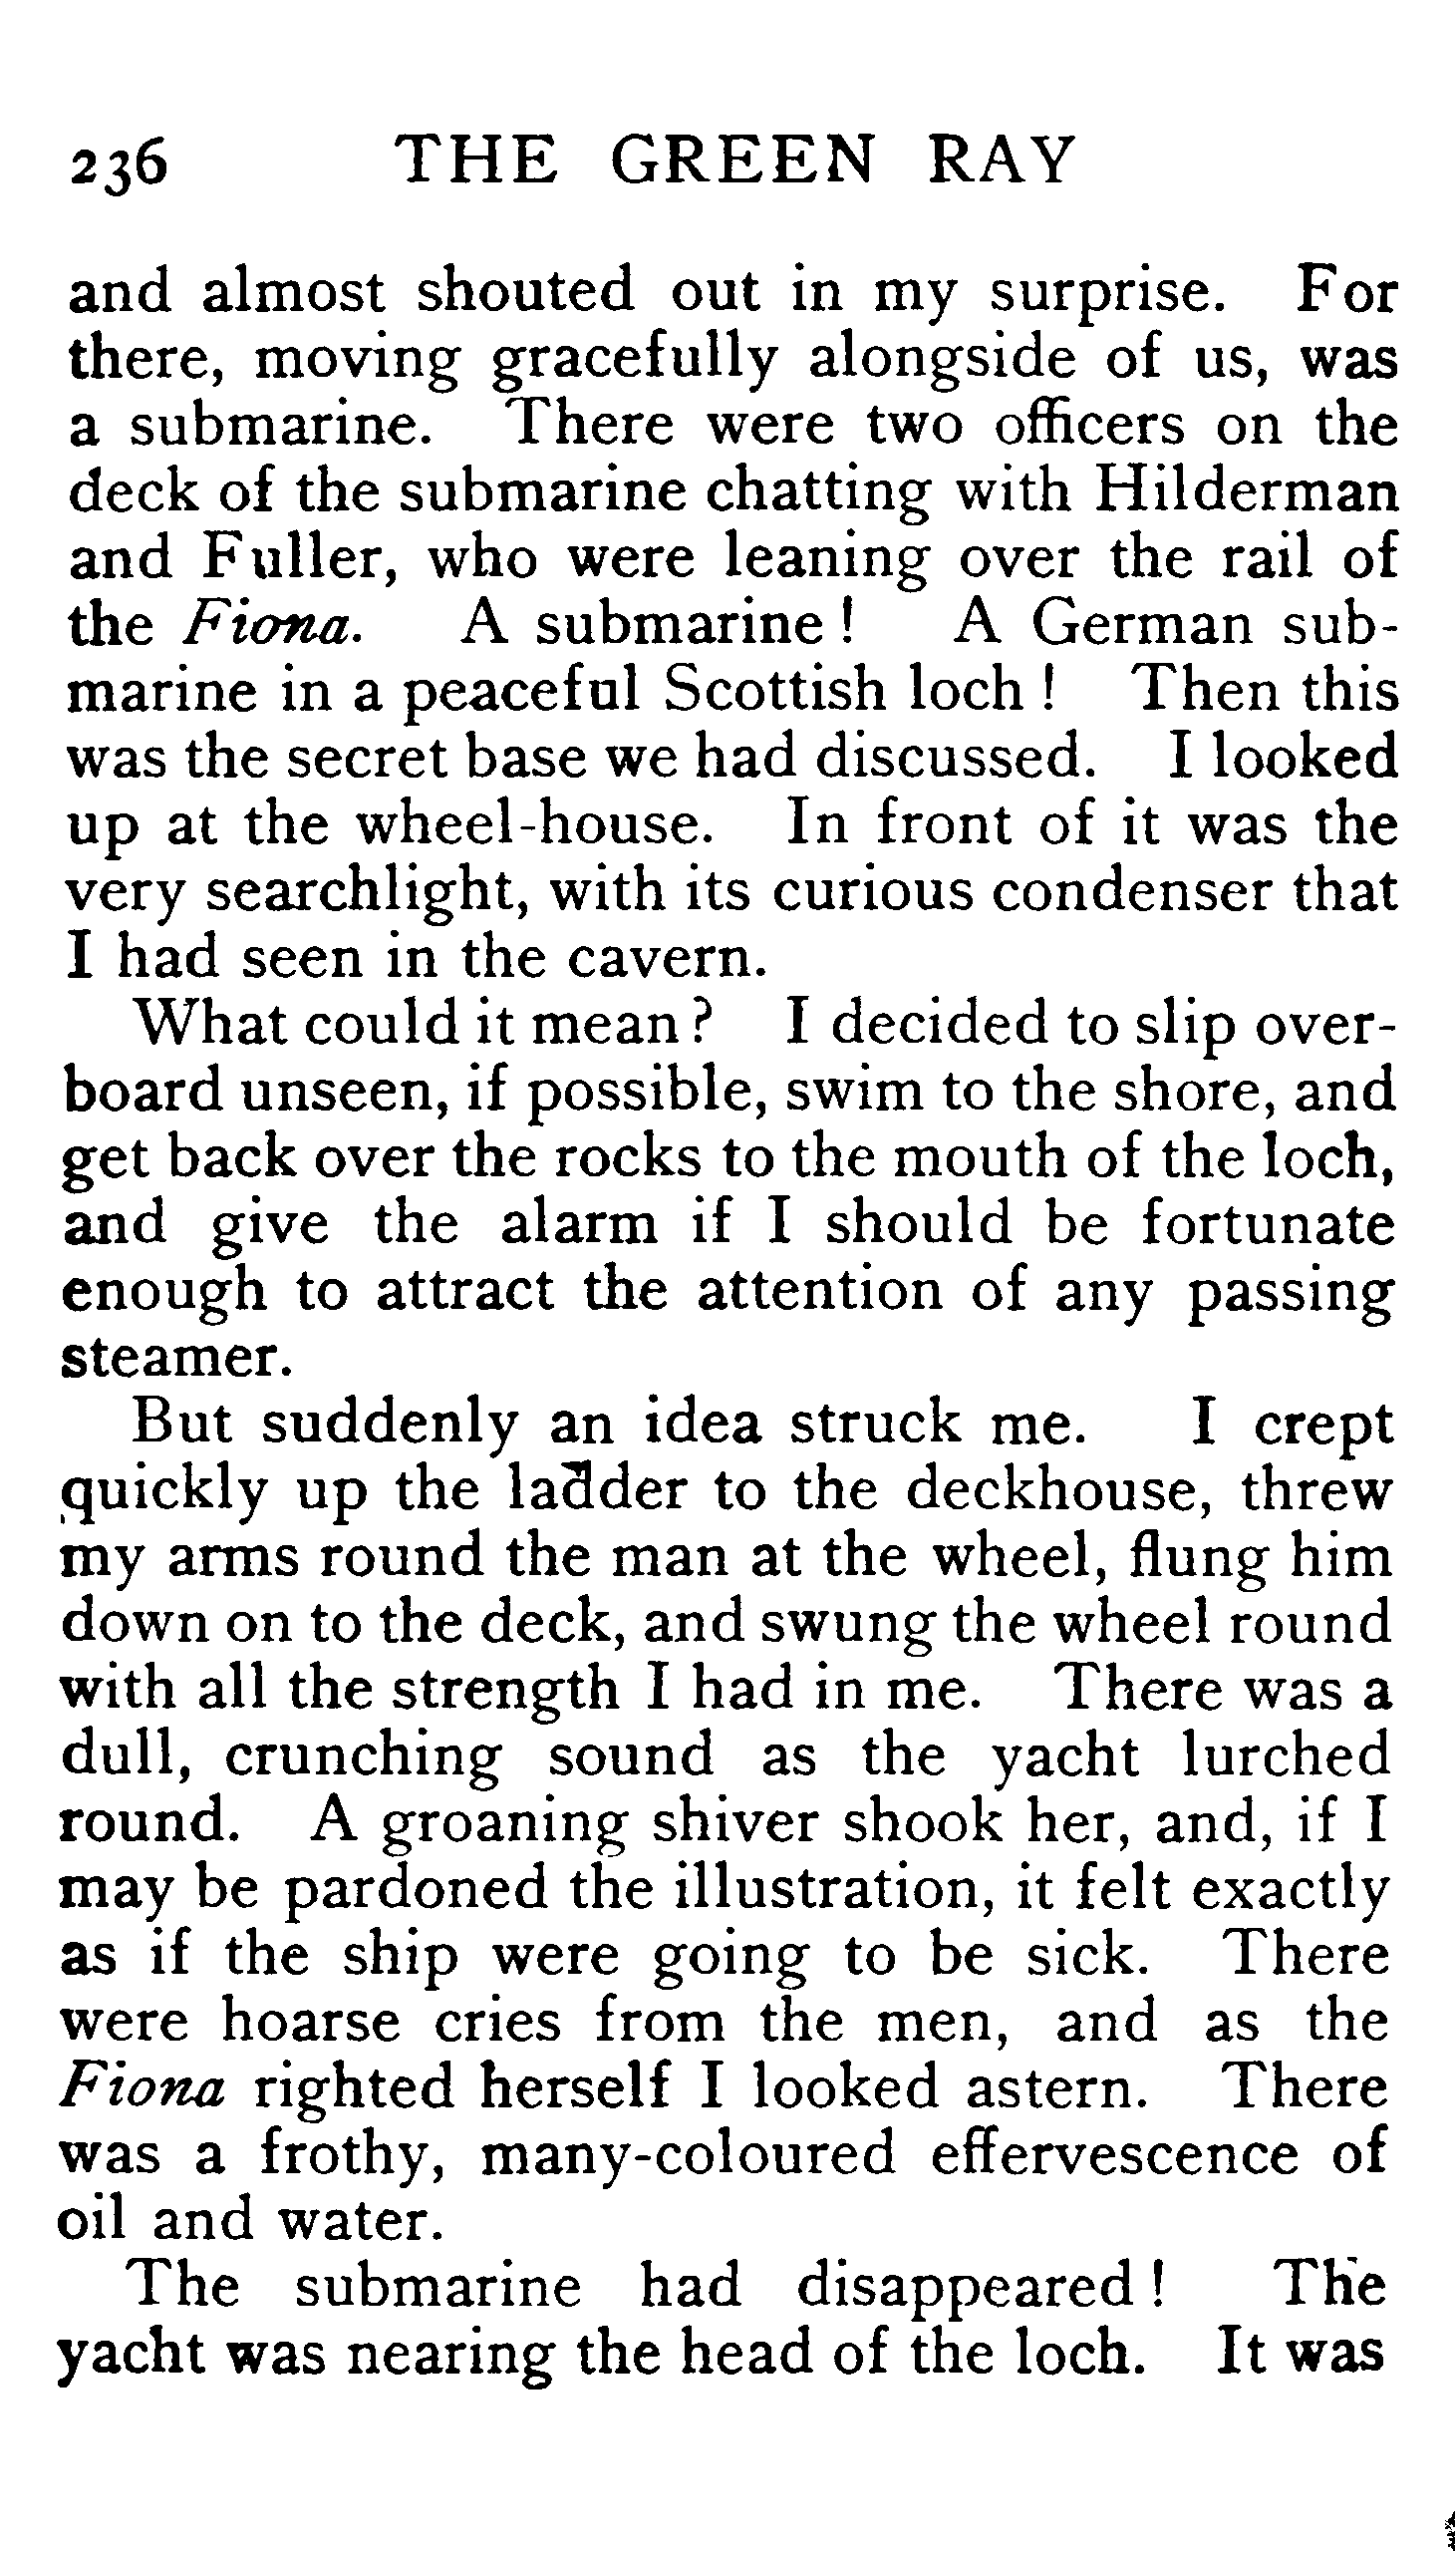 236 THE GREEN RAY
and almost shouted out in my surprise. For
there, moving gracefully alongside of us, was
a submarine. There were two officers on the
deck of the submarine chatting with Hilderman
and Fuller, who were leaning over the rail of
the Fiona. A submarine ! A German sub-
marine in a peaceful Scottish loch ! Then this
was the secret base we had discussed. I looked
up at the wheel-house. In front of it was the
very searchlight, with its curious condenser that
I had seen in the cavern.
What could it mean ? I decided to slip over-
board unseen, if possible, swim to the shore, and
get back over the rocks to the mouth of the loch,
and give the alarm if I should be fortunate
enough to attract the attention of any passing
steamer.
But suddenly an idea struck me. I crept
quickly up the ladder to the deckhouse, threw
my arms round the man at the wheel, flung him
down on to the deck, and swung the wheel round
with all the strength I had in me. There was a
dull, crunching sound as the yacht lurched
round. A groaning shiver shook her, and, if I
may be pardoned the illustration, it felt exactly
as if the ship were going to be sick. There
were hoarse cries from the men, and as the
Fiona righted herself I looked astern. There
was a frothy, many-coloured effervescence of
oil and water.
The submarine had disappeared ! The
yacht was nearing the head of the loch. It was